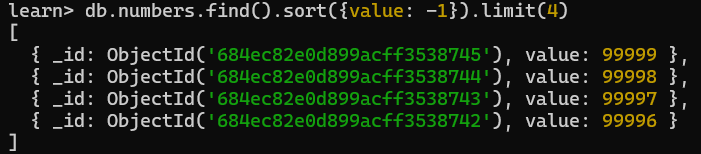 learn> db.numbers.find().sort({value: -1}).limit(4)
[
  { _id: ObjectId('684ec82e0d899acff3538745'), value: 99999 },
  { _id: ObjectId('684ec82e0d899acff3538744'), value: 99998 },
  { _id: ObjectId('684ec82e0d899acff3538743'), value: 99997 },
  { _id: ObjectId('684ec82e0d899acff3538742'), value: 99996 }
]